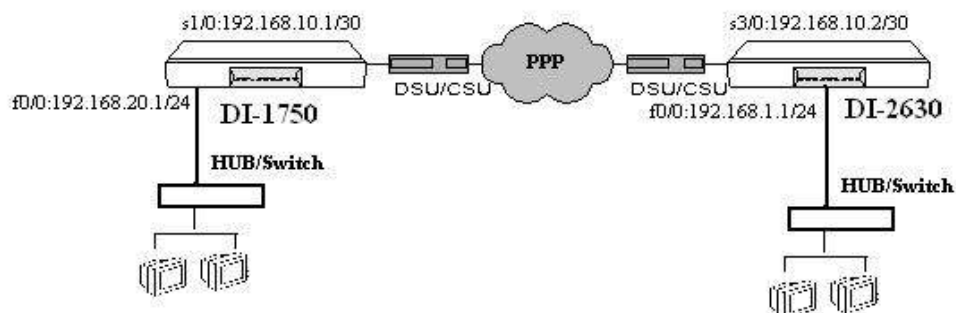 s1/0:192.168.10.1/30
s3/0:192.168.10.2/30
PPP
DSU/CSU
DSU/CSU
f0/0:192.168.20.1/24
DI-1750
f0/0:192.168.1.1/24
DI-2630
HUB/Switch
HUB/Switch